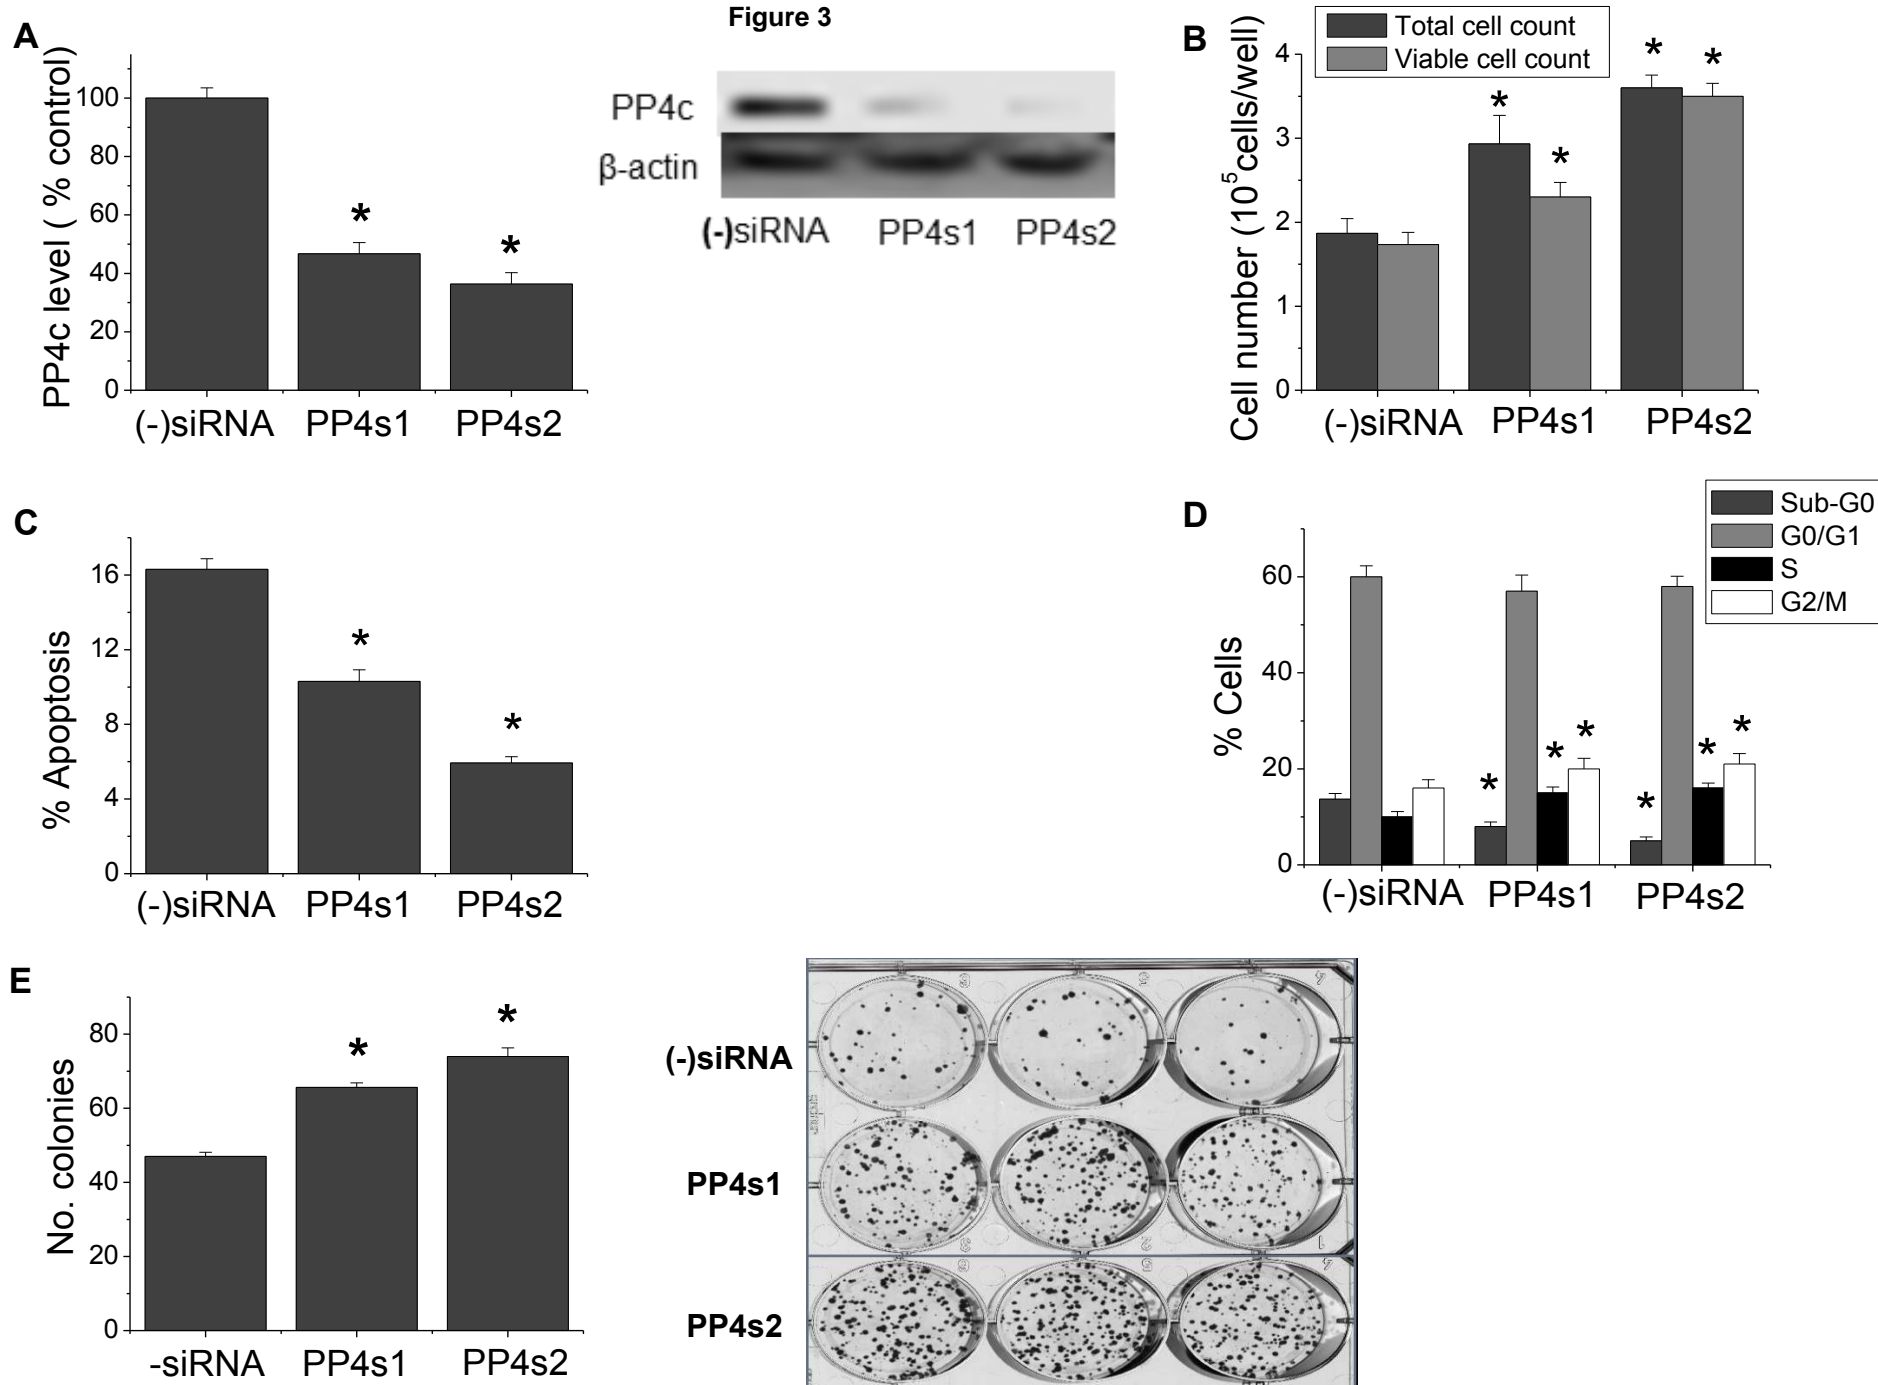 Figure 3
A
PP4c level ( % control)
100
80
60
40
20
0
*
*
(-)siRNA PP4s1 PP4s2
PP4c
β-actin
(-)siRNA PP4s1 PP4s2
B
Total cell count
Viable cell count
Cell number (10⁵cells/well)
4
3
2
1
0
*
*
*
*
(-)siRNA PP4s1 PP4s2
C
% Apoptosis
16
12
8
4
0
*
*
(-)siRNA PP4s1 PP4s2
D
Sub-G0
G0/G1
S
G2/M
% Cells
60
40
20
0
*
*
*
*
*
*
(-)siRNA PP4s1 PP4s2
E
No. colonies
80
60
40
20
0
*
*
-siRNA PP4s1 PP4s2
(-)siRNA
PP4s1
PP4s2